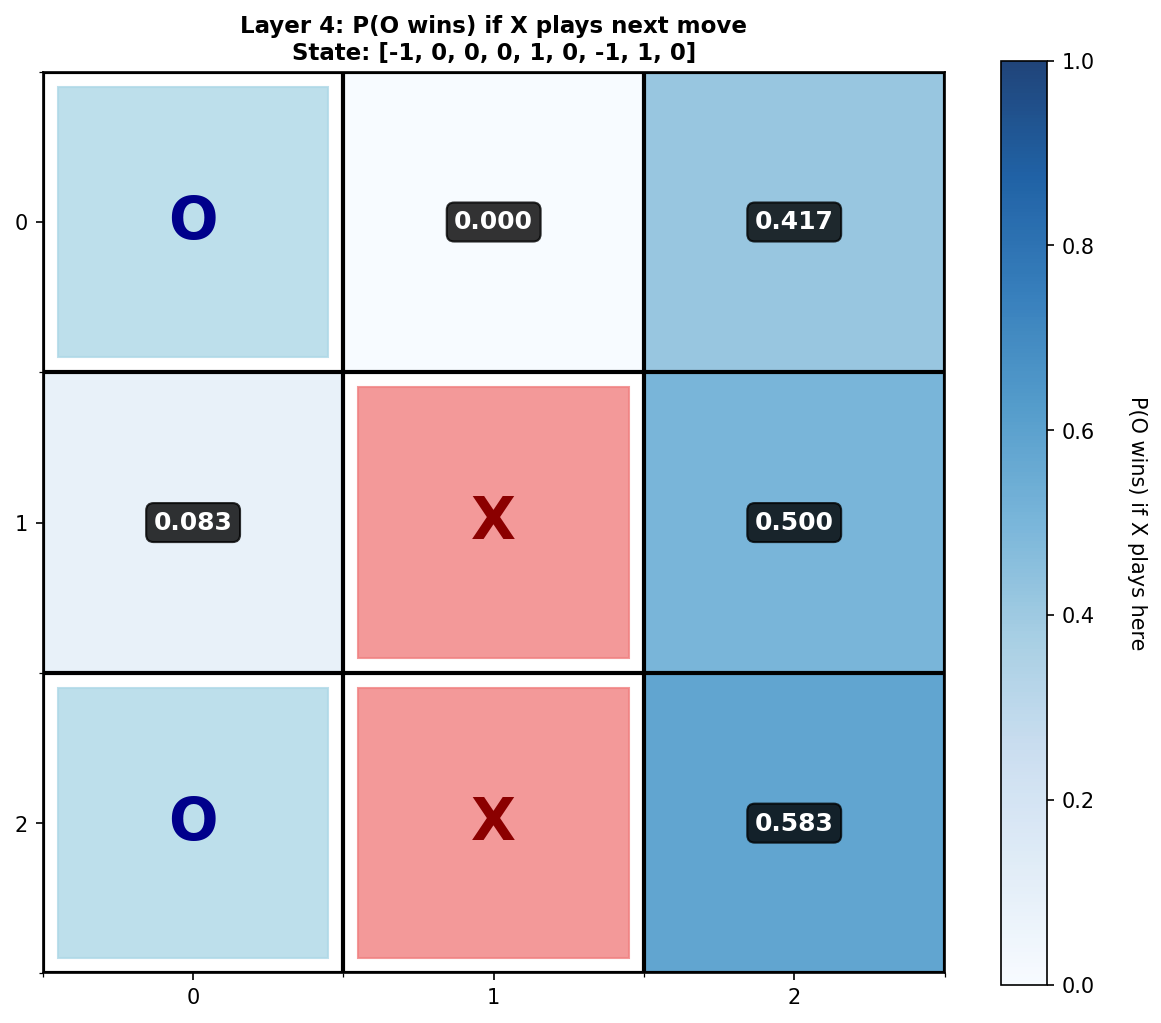 Layer 4: P(O wins) if X plays next move
State: [-1, 0, 0, 0, 1, 0, -1, 1, 0]
0
O
0.000
0.417
1
0.083
X
0.500
2
O
X
0.583
0
1
2
1.0
0.8
0.6
0.4
0.2
0.0
P(O wins) if X plays here